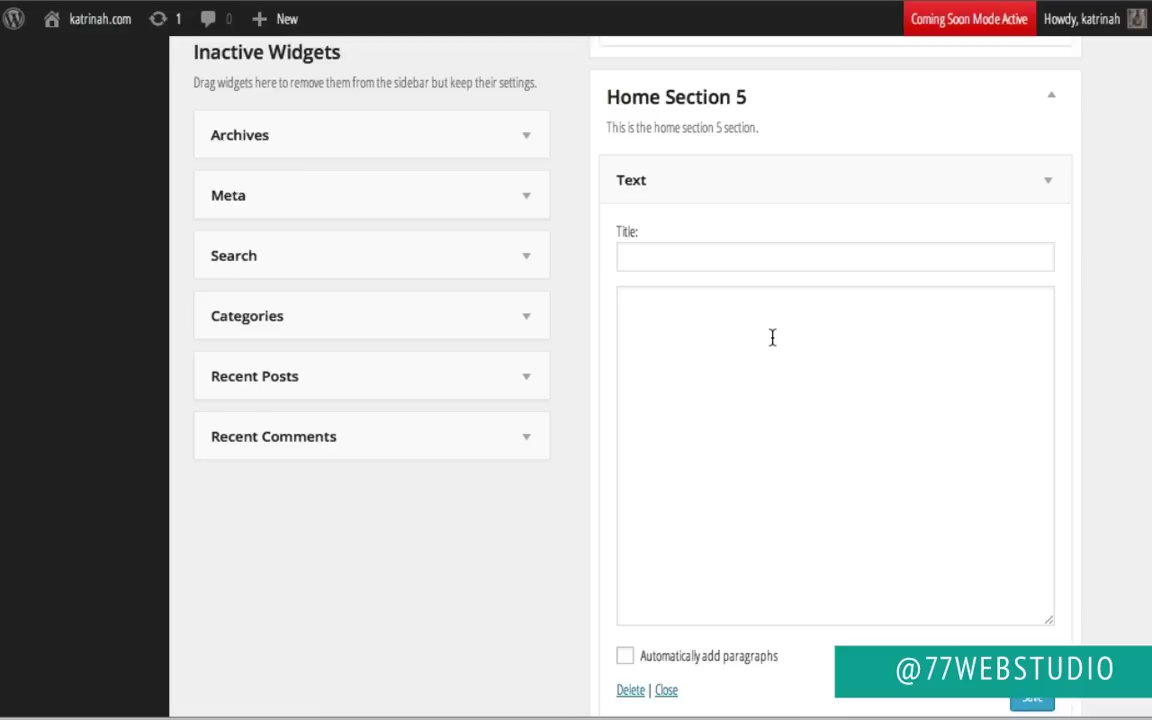 katrinah.com 1 0 New Coming Soon Mode Active Howdy, katrinah
Inactive Widgets
Drag widgets here to remove them from the sidebar but keep their settings.
Archives
Meta
Search
Categories
Recent Posts
Recent Comments
Home Section 5
This is the home section 5 section.
Text
Title:
Automatically add paragraphs
Delete | Close
Save
@77WEBSTUDIO